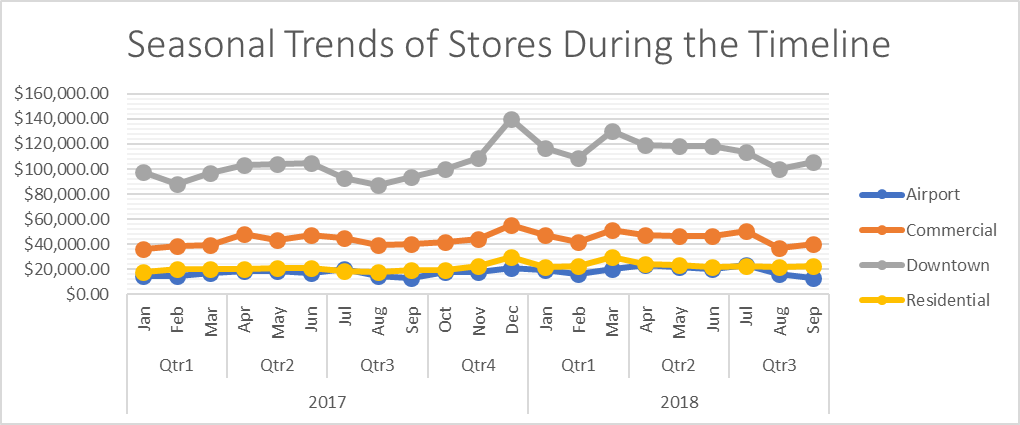 Seasonal Trends of Stores During the Timeline
$160,000.00
$140,000.00
$120,000.00
$100,000.00
$80,000.00
$60,000.00
$40,000.00
$20,000.00
$0.00
Jan Feb Mar Apr May Jun Jul Aug Sep Oct Nov Dec Jan Feb Mar Apr May Jun Jul Aug Sep
Qtr1 Qtr2 Qtr3 Qtr4 Qtr1 Qtr2 Qtr3
2017 2018
Airport
Commercial
Downtown
Residential